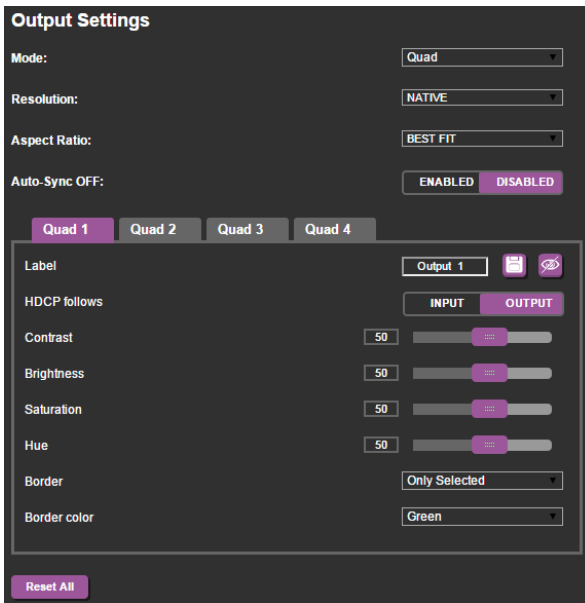 Output Settings
Mode: Quad
Resolution: NATIVE
Aspect Ratio: BEST FIT
Auto-Sync OFF: ENABLED DISABLED
Quad 1 Quad 2 Quad 3 Quad 4
Label Output 1
HDCP follows INPUT OUTPUT
Contrast 50
Brightness 50
Saturation 50
Hue 50
Border Only Selected
Border color Green
Reset All